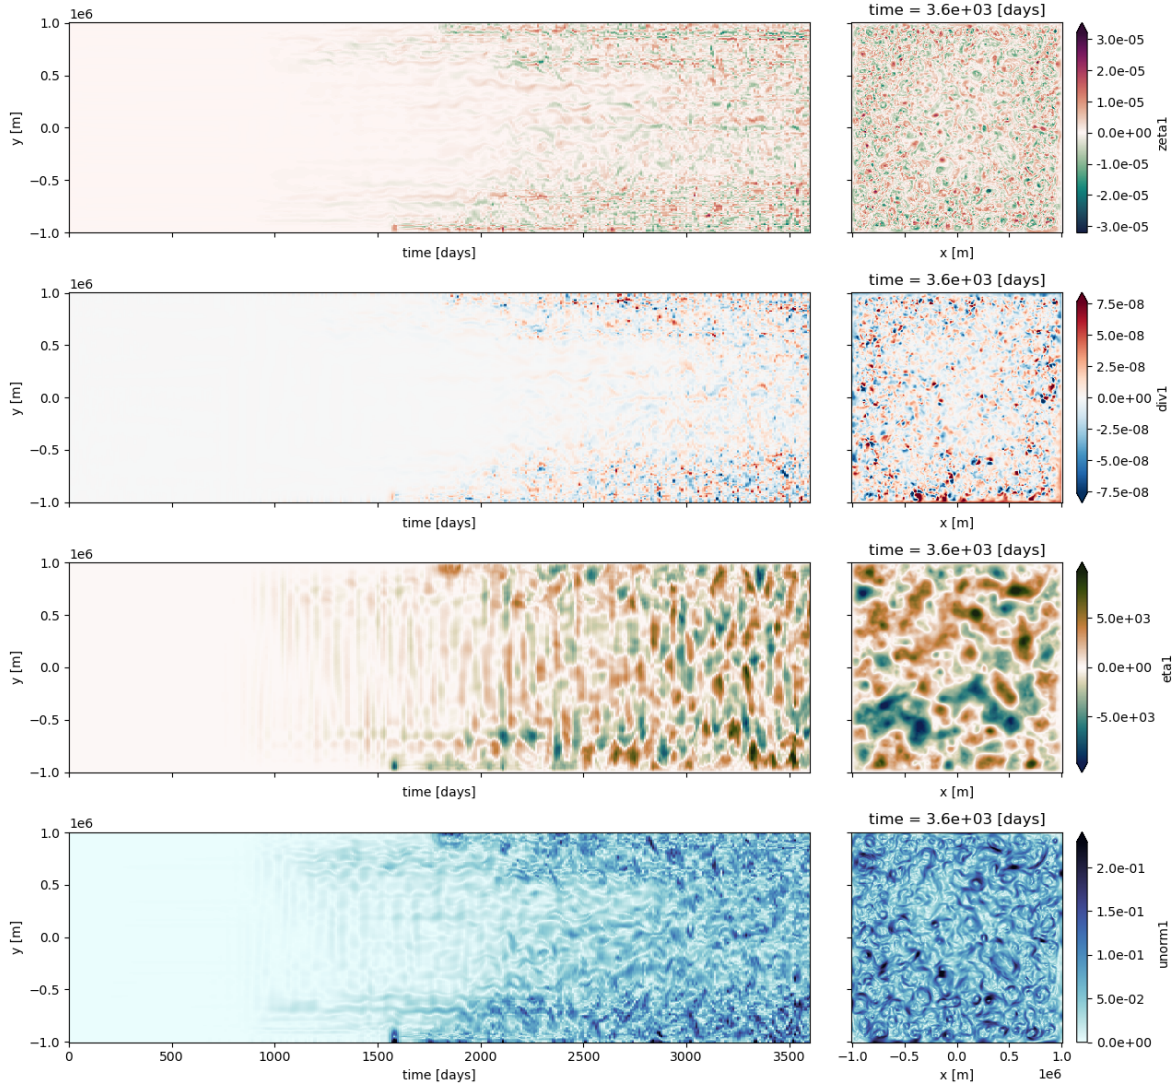 1e6
1.0
0.5
0.0
−0.5
−1.0
y [m]
time [days]
time = 3.6e+03 [days]
x [m]
3.0e-05
2.0e-05
1.0e-05
0.0e+00
-1.0e-05
-2.0e-05
-3.0e-05
zeta1
1e6
1.0
0.5
0.0
−0.5
−1.0
y [m]
time [days]
time = 3.6e+03 [days]
x [m]
7.5e-08
5.0e-08
2.5e-08
0.0e+00
-2.5e-08
-5.0e-08
-7.5e-08
div1
1e6
1.0
0.5
0.0
−0.5
−1.0
y [m]
time [days]
time = 3.6e+03 [days]
x [m]
5.0e+03
0.0e+00
-5.0e+03
eta1
1e6
1.0
0.5
0.0
−0.5
−1.0
y [m]
0 500 1000 1500 2000 2500 3000 3500
time [days]
time = 3.6e+03 [days]
−1.0 −0.5 0.0 0.5 1.0
x [m]
1e6
2.0e-01
1.5e-01
1.0e-01
5.0e-02
0.0e+00
unorm1